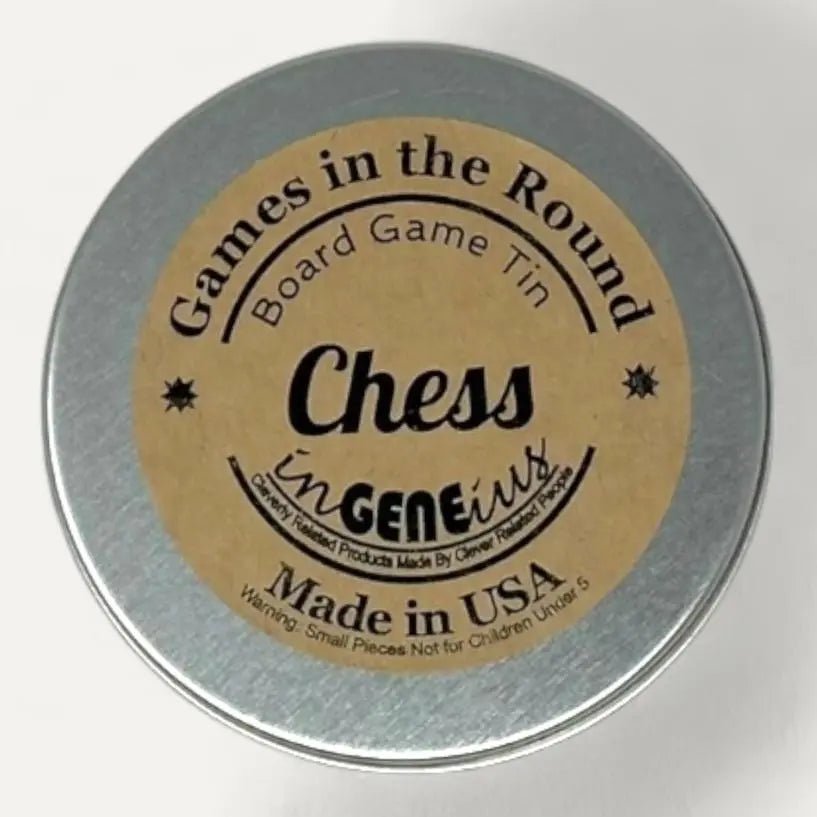 Games in the Round
Board Game Tin
Chess
inGENEius
Cleverly Related Products Made By Clever Related People
Made in USA
Warning: Small Pieces Not for Children Under 5